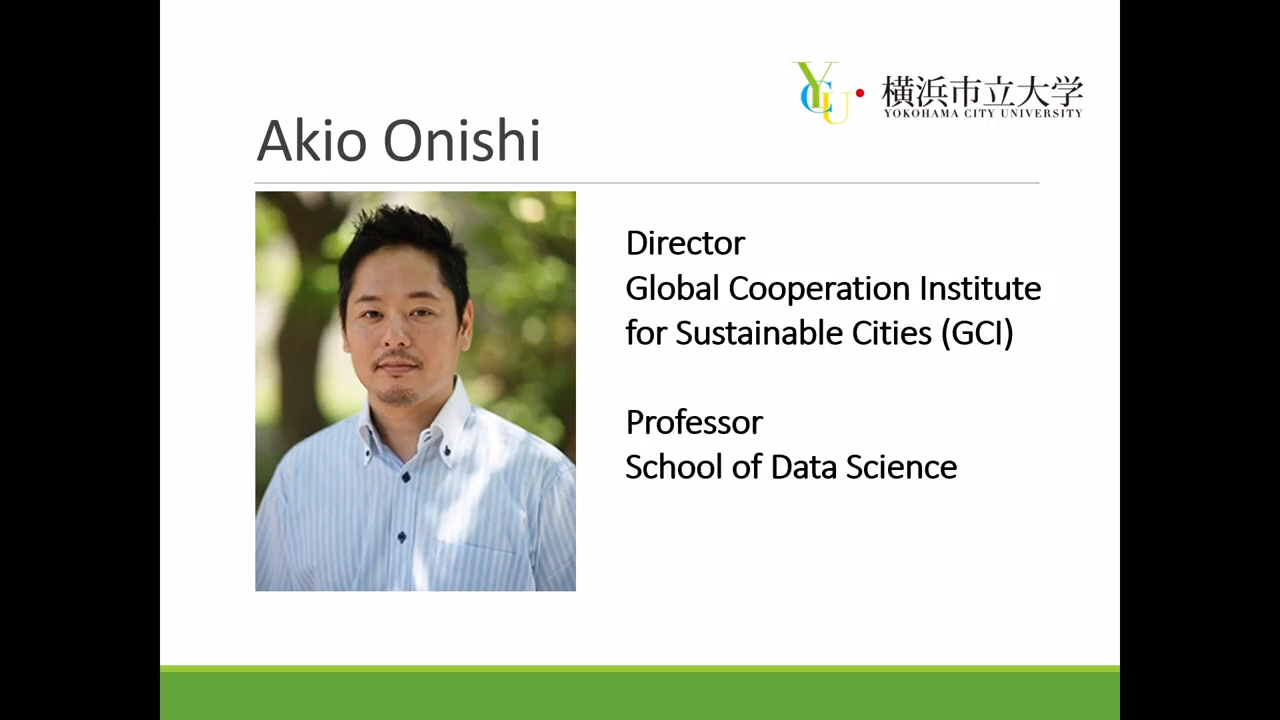 YCU
横浜市立大学
YOKOHAMA CITY UNIVERSITY
Akio Onishi
Director
Global Cooperation Institute
for Sustainable Cities (GCI)
Professor
School of Data Science